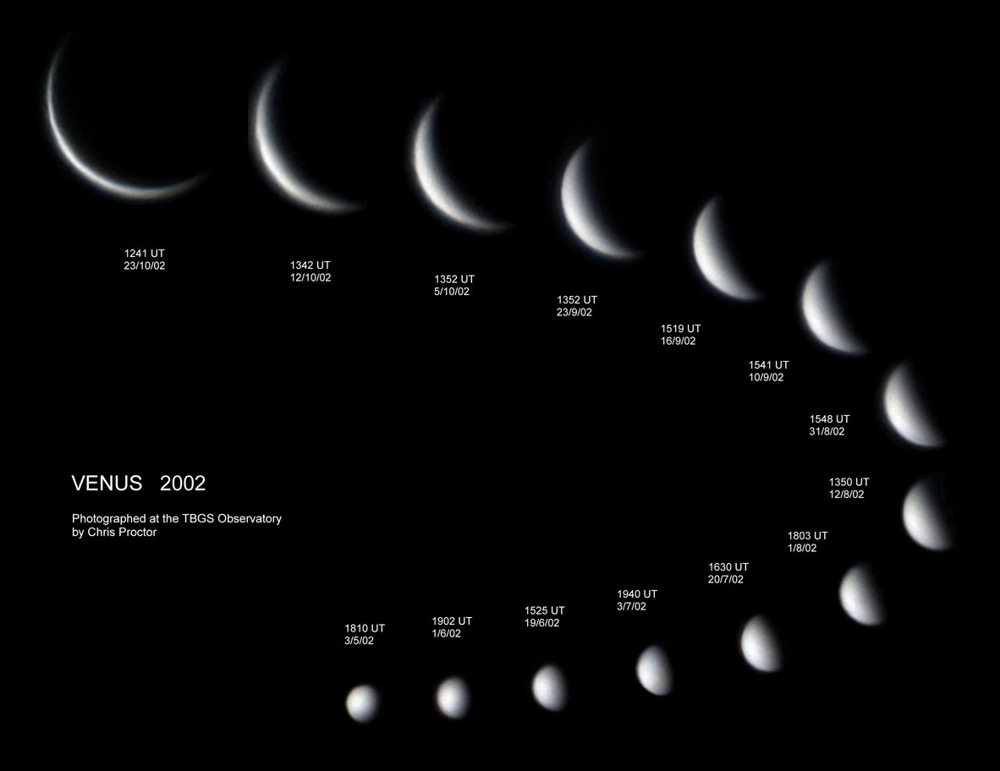 1241 UT
23/10/02
1342 UT
12/10/02
1352 UT
5/10/02
1352 UT
23/9/02
1519 UT
16/9/02
1541 UT
10/9/02
1548 UT
31/8/02
1350 UT
12/8/02
1803 UT
1/8/02
1630 UT
20/7/02
1940 UT
3/7/02
1525 UT
19/6/02
1902 UT
1/6/02
1810 UT
3/5/02
VENUS 2002
Photographed at the TBGS Observatory
by Chris Proctor